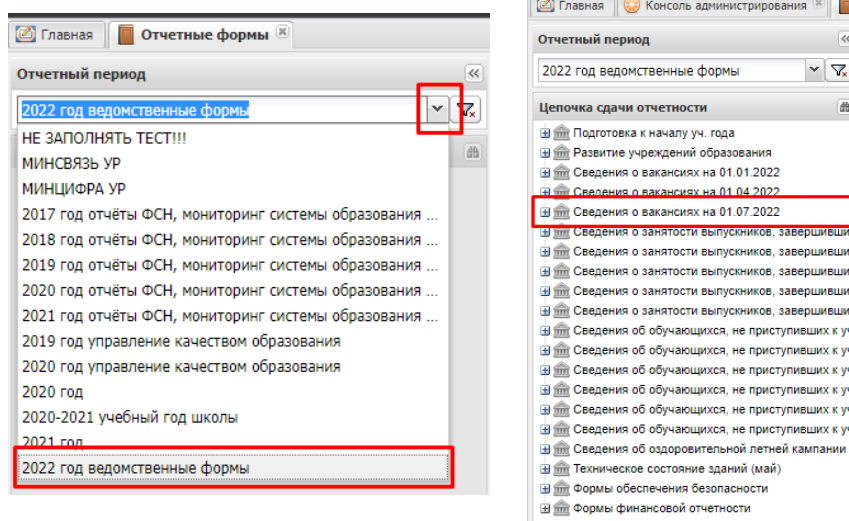 Главная
Отчетные формы
Отчетный период
2022 год ведомственные формы
НЕ ЗАПОЛНЯТЬ ТЕСТ!!!
МИНСВЯЗЬ УР
МИНЦИФРА УР
2017 год отчёты ФСН, мониторинг системы образования ...
2018 год отчёты ФСН, мониторинг системы образования ...
2019 год отчёты ФСН, мониторинг системы образования ...
2020 год отчёты ФСН, мониторинг системы образования ...
2021 год отчёты ФСН, мониторинг системы образования ...
2019 год управление качеством образования
2020 год управление качеством образования
2020 год
2020-2021 учебный год школы
2021 год
2022 год ведомственные формы
Главная
Консоль администрирования
Отчетный период
2022 год ведомственные формы
Цепочка сдачи отчетности
Подготовка к началу уч. года
Развитие учреждений образования
Сведения о вакансиях на 01.01.2022
Сведения о вакансиях на 01.04.2022
Сведения о вакансиях на 01.07.2022
Сведения о занятости выпускников, завершивши
Сведения о занятости выпускников, завершивши
Сведения о занятости выпускников, завершивши
Сведения о занятости выпускников, завершивши
Сведения о занятости выпускников, завершивши
Сведения об обучающихся, не приступивших к у
Сведения об обучающихся, не приступивших к у
Сведения об обучающихся, не приступивших к у
Сведения об обучающихся, не приступивших к у
Сведения об обучающихся, не приступивших к у
Сведения об обучающихся, не приступивших к у
Сведения об оздоровительной летней кампании
Техническое состояние зданий (май)
Формы обеспечения безопасности
Формы финансовой отчетности